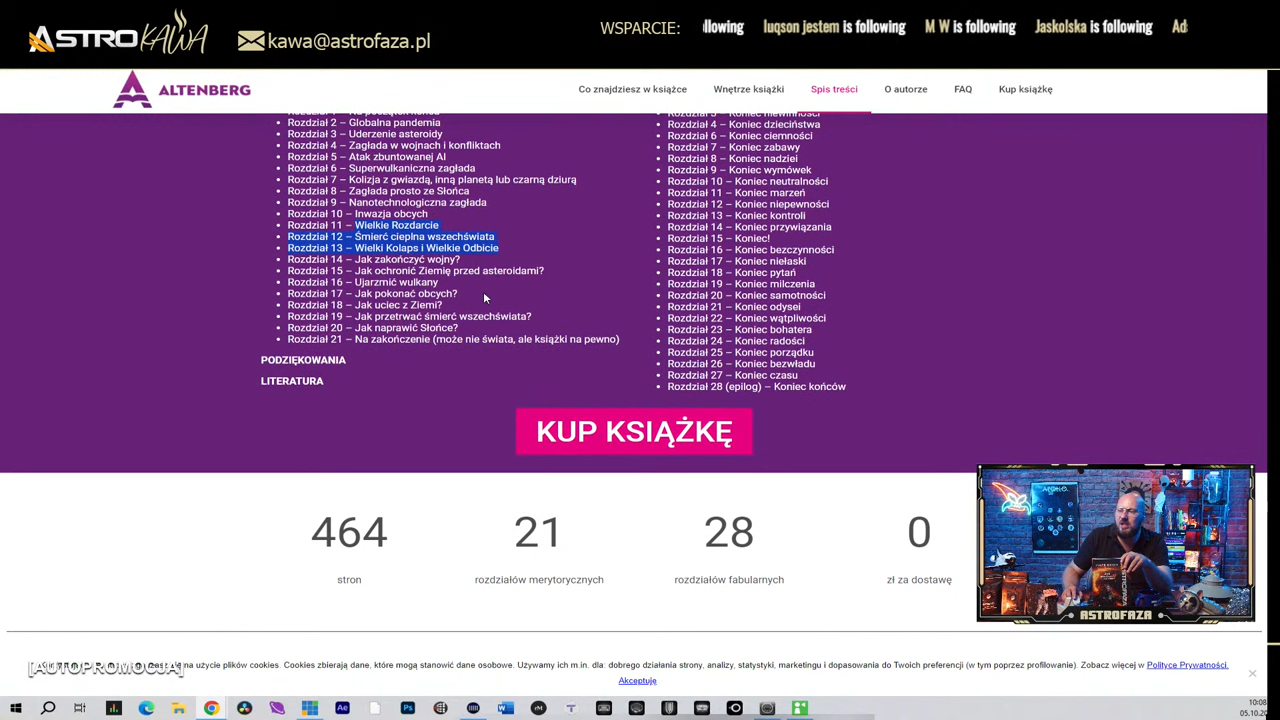 ASTROKAWA
kawa@astrofaza.pl
WSPARCIE:
llowing luqson jestem is following M W is following Jaskolska is following Ad
ALTENBERG
Co znajdziesz w książce
Wnętrze książki
Spis treści
O autorze
FAQ
Kup książkę
Rozdział 2 – Globalna pandemia
Rozdział 3 – Uderzenie asteroidy
Rozdział 4 – Zagłada w wojnach i konfliktach
Rozdział 5 – Atak zbuntowanej AI
Rozdział 6 – Superwulkaniczna zagłada
Rozdział 7 – Kolizja z gwiazdą, inną planetą lub czarną dziurą
Rozdział 8 – Zagłada prosto ze Słońca
Rozdział 9 – Nanotechnologiczna zagłada
Rozdział 10 – Inwazja obcych
Rozdział 11 – Wielkie Rozdarcie
Rozdział 12 – Śmierć cieplna wszechświata
Rozdział 13 – Wielki Kolaps i Wielkie Odbicie
Rozdział 14 – Jak zakończyć wojny?
Rozdział 15 – Jak ochronić Ziemię przed asteroidami?
Rozdział 16 – Ujarzmić wulkany
Rozdział 17 – Jak pokonać obcych?
Rozdział 18 – Jak uciec z Ziemi?
Rozdział 19 – Jak przetrwać śmierć wszechświata?
Rozdział 20 – Jak naprawić Słońce?
Rozdział 21 – Na zakończenie (może nie świata, ale książki na pewno)
PODZIĘKOWANIA
LITERATURA
Rozdział 4 – Koniec dzieciństwa
Rozdział 6 – Koniec ciemności
Rozdział 7 – Koniec zabawy
Rozdział 8 – Koniec nadziei
Rozdział 9 – Koniec wymówek
Rozdział 10 – Koniec neutralności
Rozdział 11 – Koniec marzeń
Rozdział 12 – Koniec niepewności
Rozdział 13 – Koniec kontroli
Rozdział 14 – Koniec przywiązania
Rozdział 15 – Koniec!
Rozdział 16 – Koniec bezczynności
Rozdział 17 – Koniec niełaski
Rozdział 18 – Koniec pytań
Rozdział 19 – Koniec milczenia
Rozdział 20 – Koniec samotności
Rozdział 21 – Koniec odysei
Rozdział 22 – Koniec wątpliwości
Rozdział 23 – Koniec bohatera
Rozdział 24 – Koniec radości
Rozdział 25 – Koniec porządku
Rozdział 26 – Koniec bezwładu
Rozdział 27 – Koniec czasu
Rozdział 28 (epilog) – Koniec końców
KUP KSIĄŻKĘ
464
stron
21
rozdziałów merytorycznych
28
rozdziałów fabularnych
0
zł za dostawę
ASTROFAZA
[AUTOPROMOCJA]
na użycie plików cookies. Cookies zbierają dane, które mogą stanowić dane osobowe. Używamy ich m.in. dla: dobrego działania strony, analizy, statystyki, marketingu i dopasowania do Twoich preferencji (w tym poprzez profilowanie). Zobacz więcej w Polityce Prywatności.
Akceptuję
10:08
05.10.20